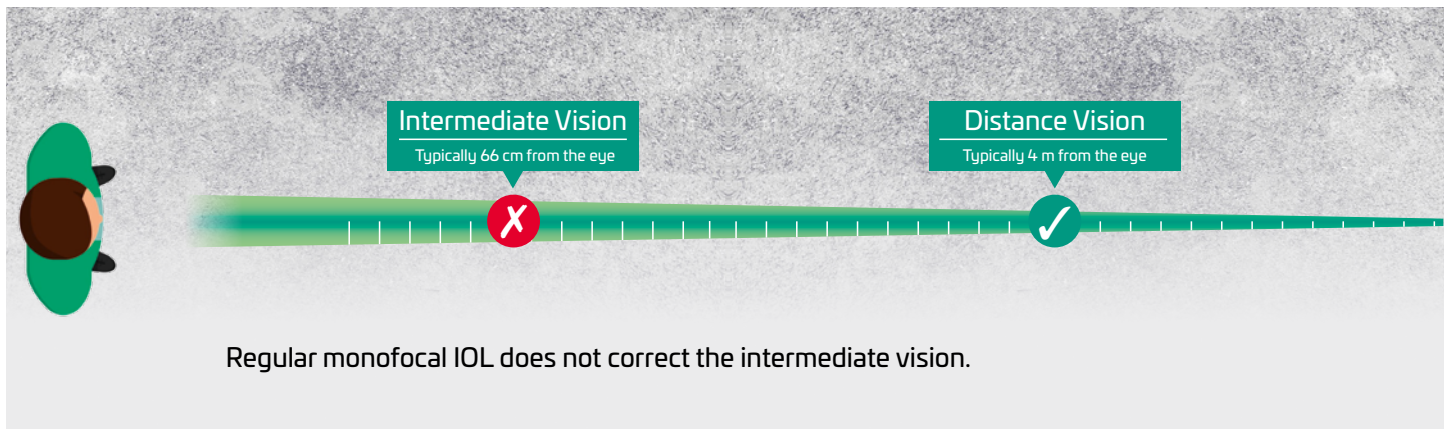 Intermediate Vision
Typically 66 cm from the eye
Distance Vision
Typically 4 m from the eye
Regular monofocal IOL does not correct the intermediate vision.